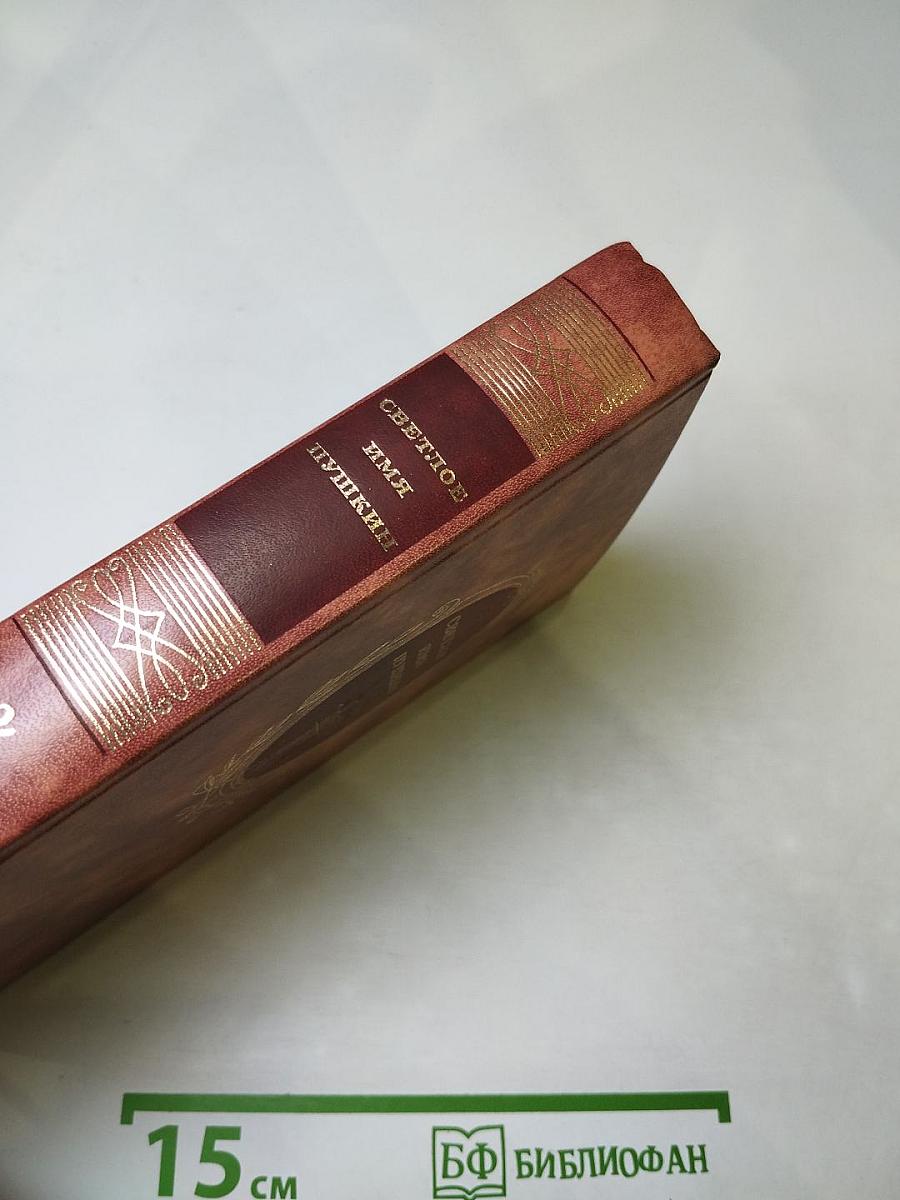 СВЕТЛОЕ
ИМЯ
ПУШКИН
15 см
БФ БИБЛИОФАН